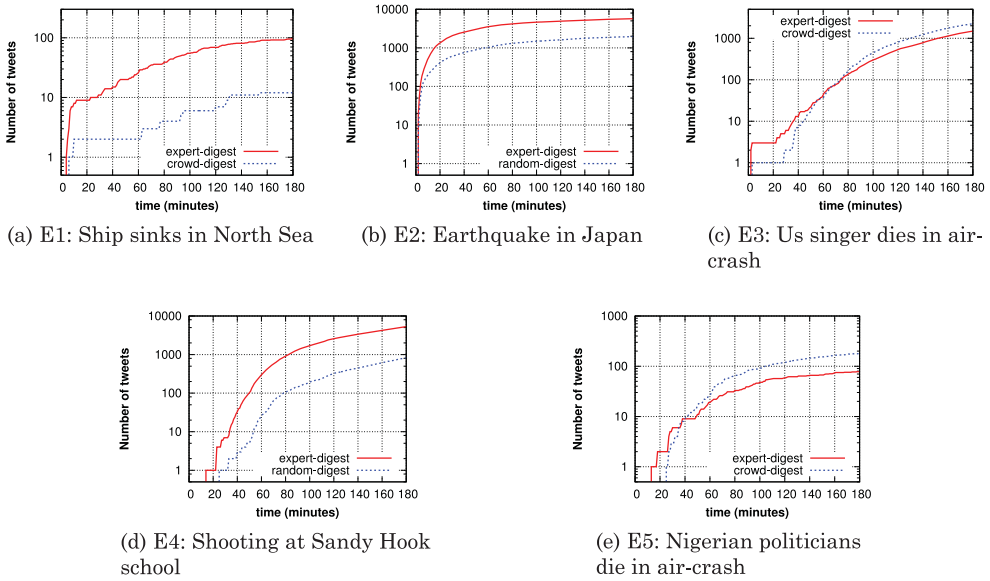 Number of tweets
100
10
1
0 20 40 60 80 100 120 140 160 180
time (minutes)
expert-digest
crowd-digest
(a) E1: Ship sinks in North Sea
Number of tweets
10000
1000
100
10
1
0 20 40 60 80 100 120 140 160 180
time (minutes)
expert-digest
random-digest
(b) E2: Earthquake in Japan
Number of tweets
1000
100
10
1
0 20 40 60 80 100 120 140 160 180
time (minutes)
expert-digest
crowd-digest
(c) E3: Us singer dies in air-
crash
Number of tweets
10000
1000
100
10
1
0 20 40 60 80 100 120 140 160 180
time (minutes)
expert-digest
random-digest
(d) E4: Shooting at Sandy Hook
school
Number of tweets
1000
100
10
1
0 20 40 60 80 100 120 140 160 180
time (minutes)
expert-digest
crowd-digest
(e) E5: Nigerian politicians
die in air-crash